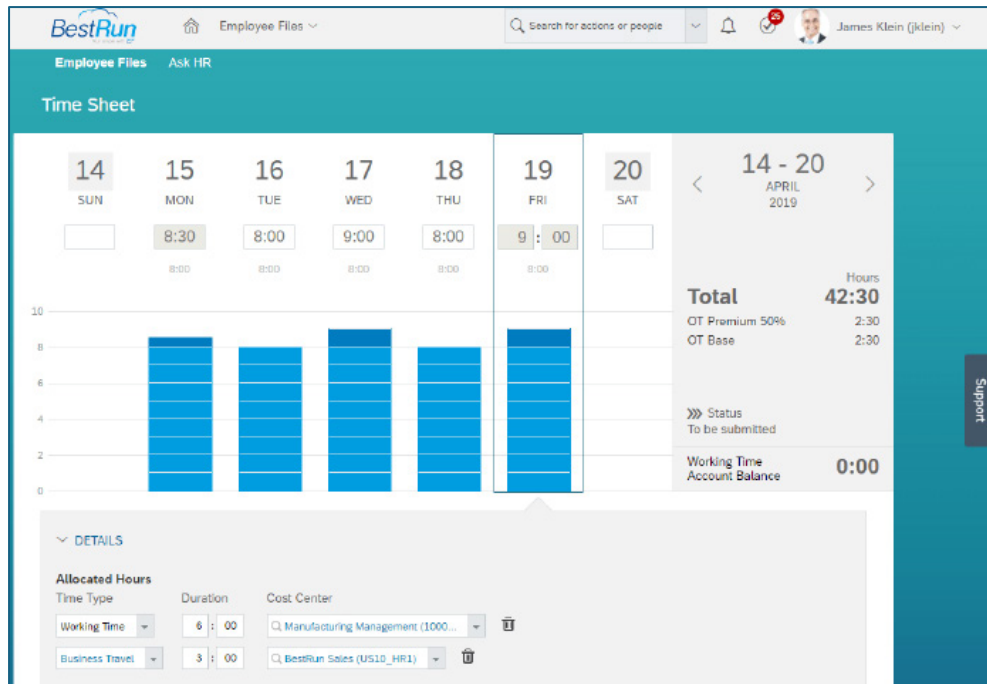 BestRun
Employee Files
Search for actions or people
25
James Klein (jklein)
Employee Files
Ask HR
Time Sheet
14 15 16 17 18 19 20
SUN MON TUE WED THU FRI SAT
8:30 8:00 9:00 8:00 9 : 00
8:00 8:00 8:00 8:00 8:00
14 - 20
APRIL
2019
Hours
Total 42:30
OT Premium 50% 2:30
OT Base 2:30
Status
To be submitted
Working Time
Account Balance 0:00
10
8
6
4
2
0
Support
DETAILS
Allocated Hours
Time Type Duration Cost Center
Working Time 6 : 00 Manufacturing Management (1000...
Business Travel 3 : 00 BestRun Sales (US10_HR1)